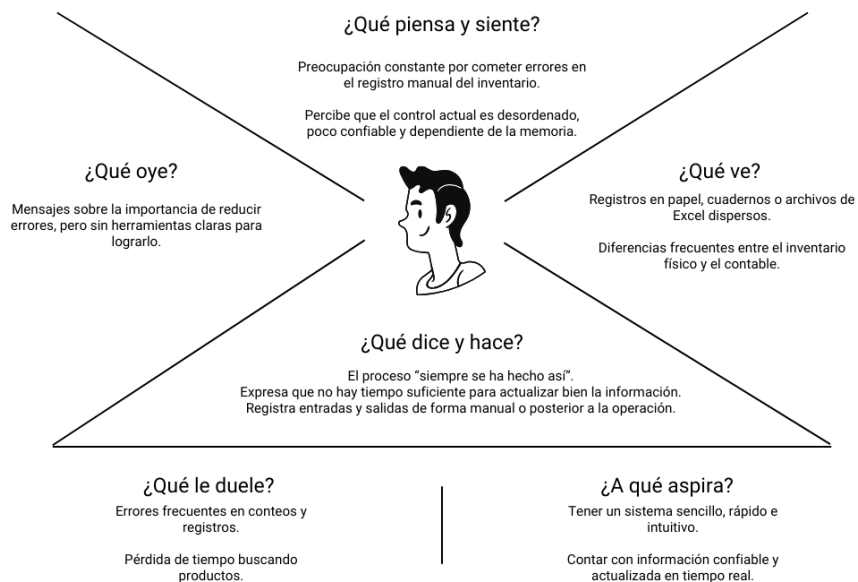 ¿Qué piensa y siente?
Preocupación constante por cometer errores en
el registro manual del inventario.
Percibe que el control actual es desordenado,
poco confiable y dependiente de la memoria.
¿Qué oye?
Mensajes sobre la importancia de reducir
errores, pero sin herramientas claras para
lograrlo.
¿Qué ve?
Registros en papel, cuadernos o archivos de
Excel dispersos.
Diferencias frecuentes entre el inventario
físico y el contable.
¿Qué dice y hace?
El proceso “siempre se ha hecho así”.
Expresa que no hay tiempo suficiente para actualizar bien la información.
Registra entradas y salidas de forma manual o posterior a la operación.
¿Qué le duele?
Errores frecuentes en conteos y
registros.
Pérdida de tiempo buscando
productos.
¿A qué aspira?
Tener un sistema sencillo, rápido e
intuitivo.
Contar con información confiable y
actualizada en tiempo real.